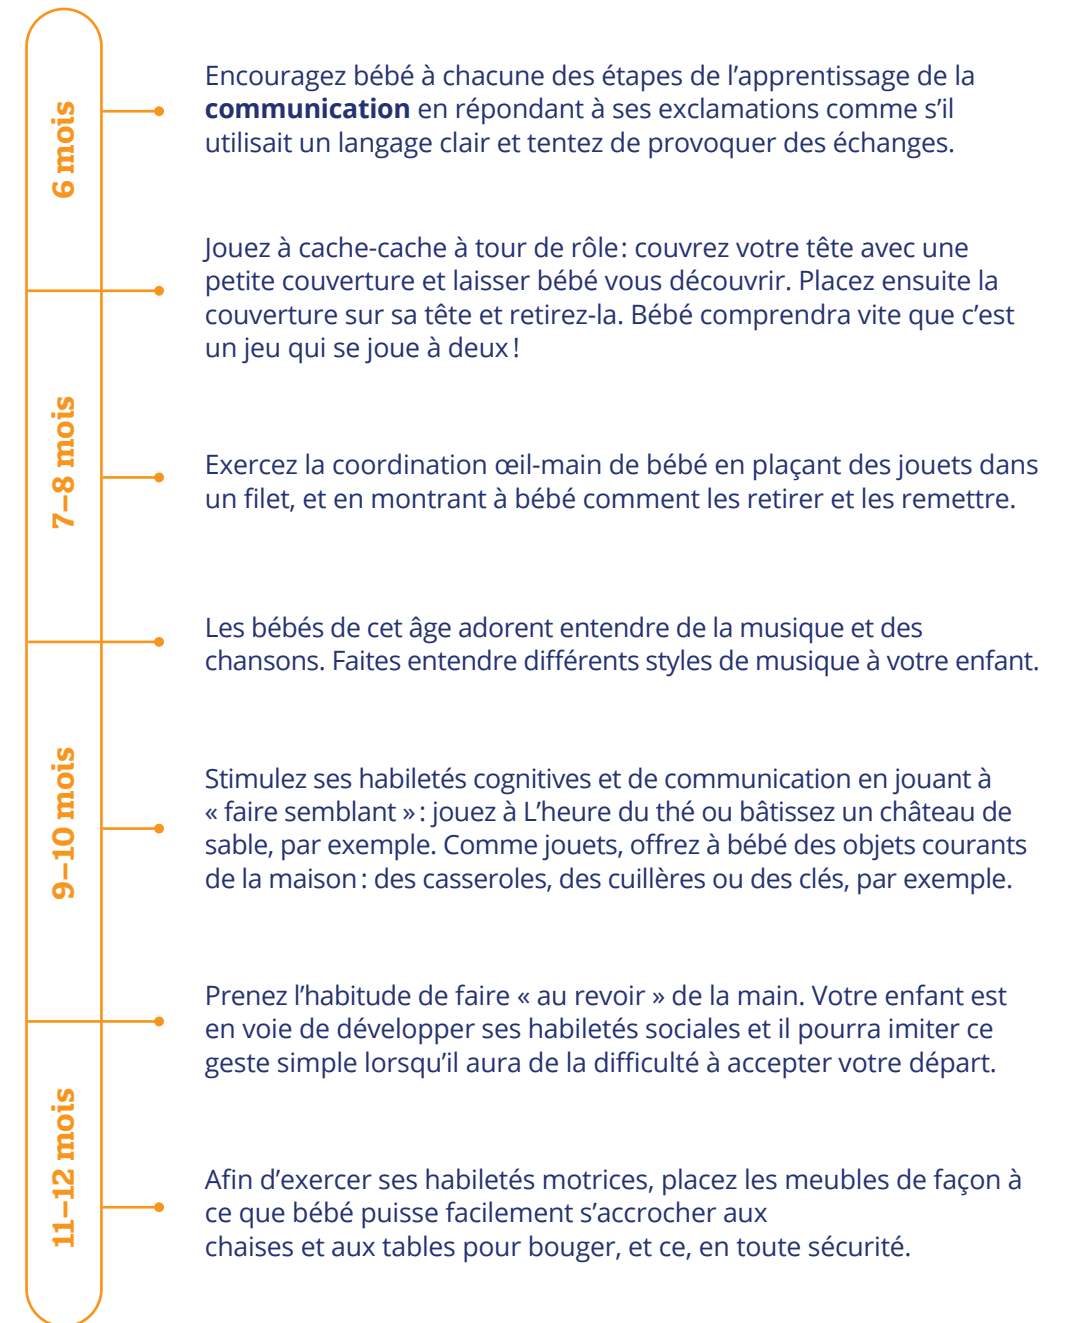 6 mois
Encouragez bébé à chacune des étapes de l’apprentissage de la
communication en répondant à ses exclamations comme s’il
utilisait un langage clair et tentez de provoquer des échanges.
Jouez à cache-cache à tour de rôle : couvrez votre tête avec une
petite couverture et laisser bébé vous découvrir. Placez ensuite la
couverture sur sa tête et retirez-la. Bébé comprendra vite que c’est
un jeu qui se joue à deux !
7–8 mois
Exercez la coordination œil-main de bébé en plaçant des jouets dans
un filet, et en montrant à bébé comment les retirer et les remettre.
Les bébés de cet âge adorent entendre de la musique et des
chansons. Faites entendre différents styles de musique à votre enfant.
9–10 mois
Stimulez ses habiletés cognitives et de communication en jouant à
« faire semblant » : jouez à L’heure du thé ou bâtissez un château de
sable, par exemple. Comme jouets, offrez à bébé des objets courants
de la maison : des casseroles, des cuillères ou des clés, par exemple.
Prenez l’habitude de faire « au revoir » de la main. Votre enfant est
en voie de développer ses habiletés sociales et il pourra imiter ce
geste simple lorsqu’il aura de la difficulté à accepter votre départ.
11–12 mois
Afin d’exercer ses habiletés motrices, placez les meubles de façon à
ce que bébé puisse facilement s’accrocher aux
chaises et aux tables pour bouger, et ce, en toute sécurité.